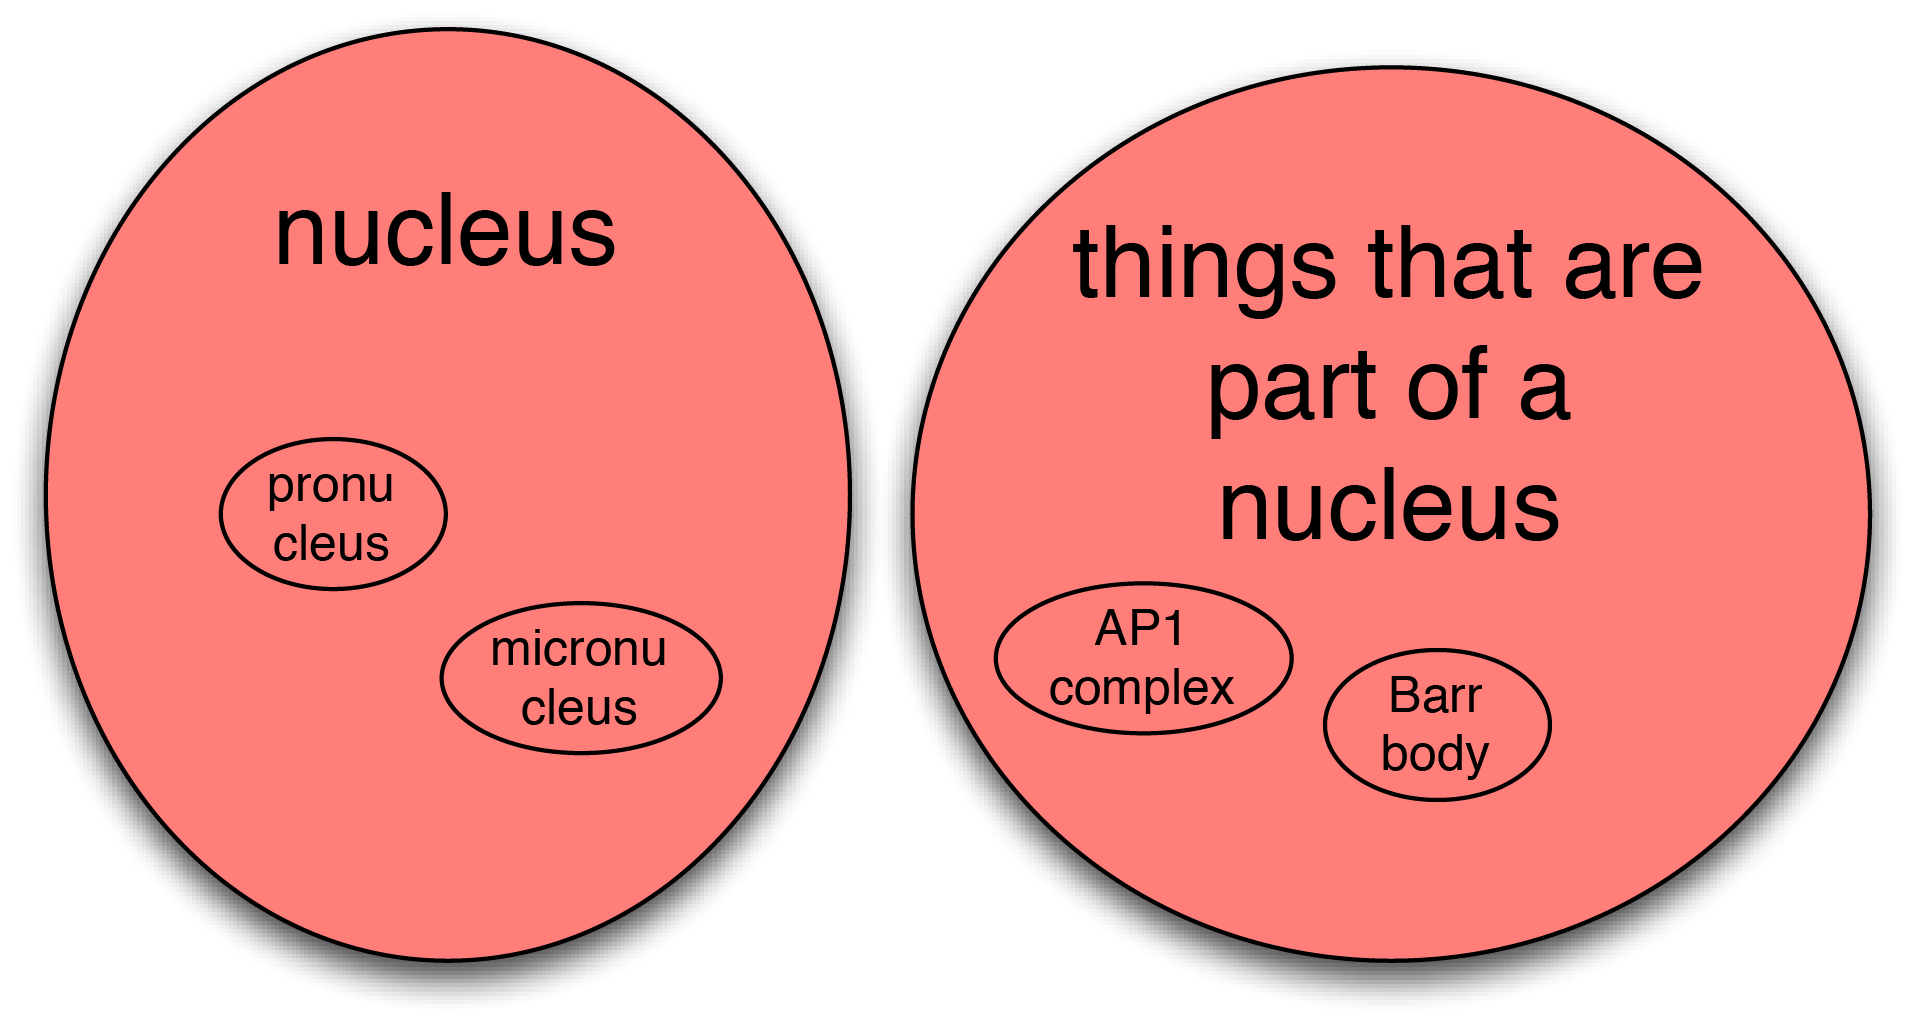 nucleus
pronu
cleus
micronu
cleus
things that are
part of a
nucleus
AP1
complex
Barr
body